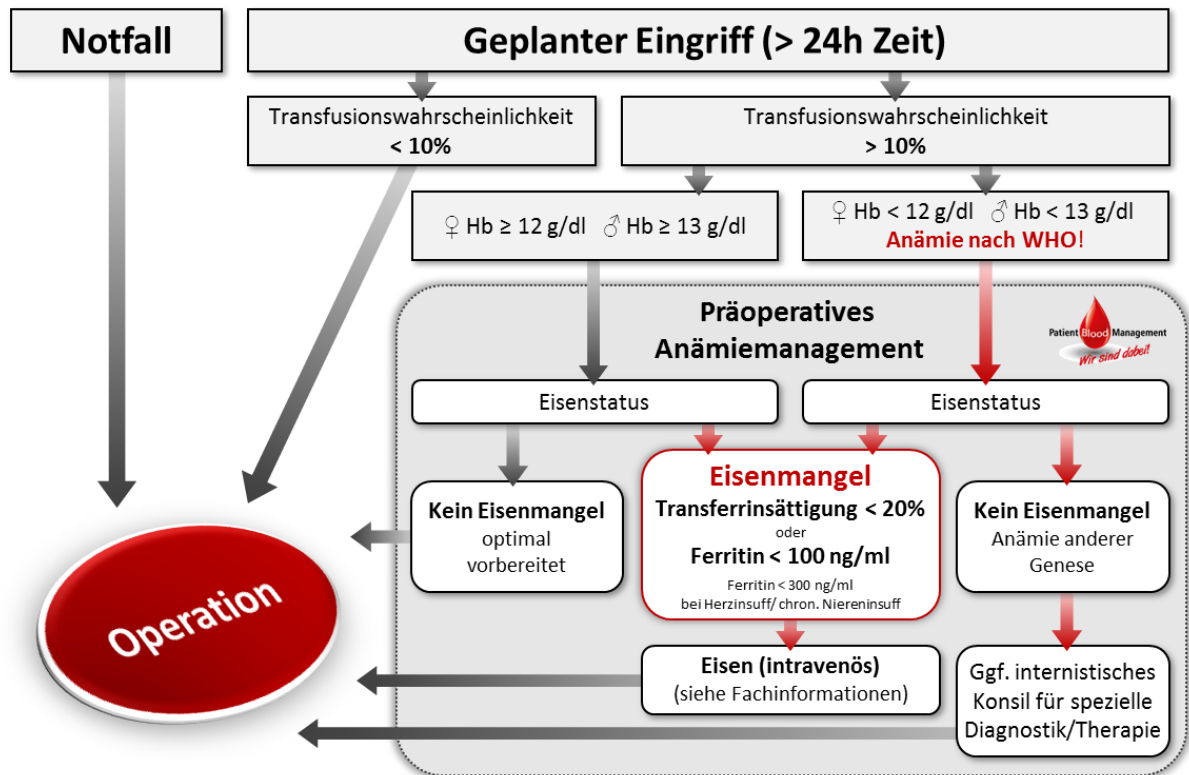 Notfall
Geplanter Eingriff (> 24h Zeit)
Transfusionswahrscheinlichkeit
< 10%
Transfusionswahrscheinlichkeit
> 10%
♀ Hb ≥ 12 g/dl ♂ Hb ≥ 13 g/dl
♀ Hb < 12 g/dl ♂ Hb < 13 g/dl
Anämie nach WHO!
Präoperatives
Anämiemanagement
Patient Blood Management
Wir sind dabei!
Eisenstatus
Eisenstatus
Kein Eisenmangel
optimal
vorbereitet
Eisenmangel
Transferrinsättigung < 20%
oder
Ferritin < 100 ng/ml
Ferritin < 300 ng/ml
bei Herzinsuff/ chron. Niereninsuff
Kein Eisenmangel
Anämie anderer
Genese
Operation
Eisen (intravenös)
(siehe Fachinformationen)
Ggf. internistisches
Konsil für spezielle
Diagnostik/Therapie